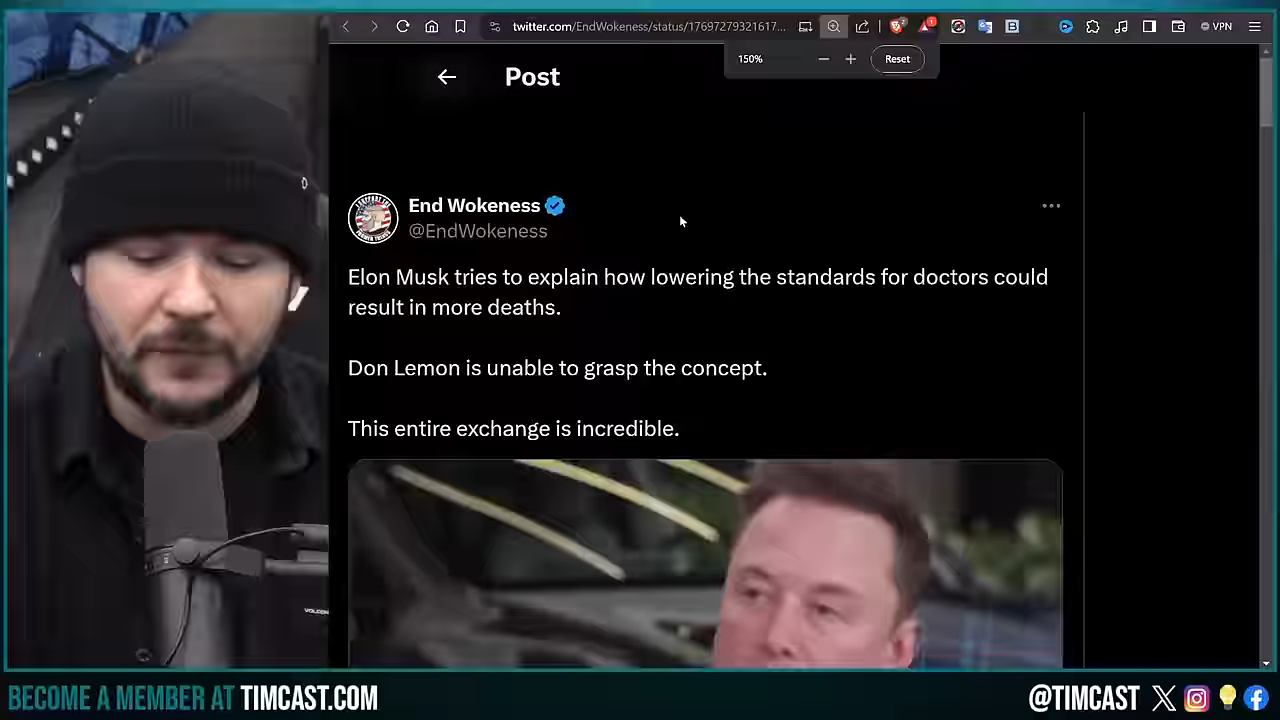 twitter.com/EndWokeness/status/17697279321617...
VPN
150%
Reset
Post
End Wokeness
@EndWokeness
Elon Musk tries to explain how lowering the standards for doctors could
result in more deaths.
Don Lemon is unable to grasp the concept.
This entire exchange is incredible.
BECOME A MEMBER AT TIMCAST.COM
@TIMCAST